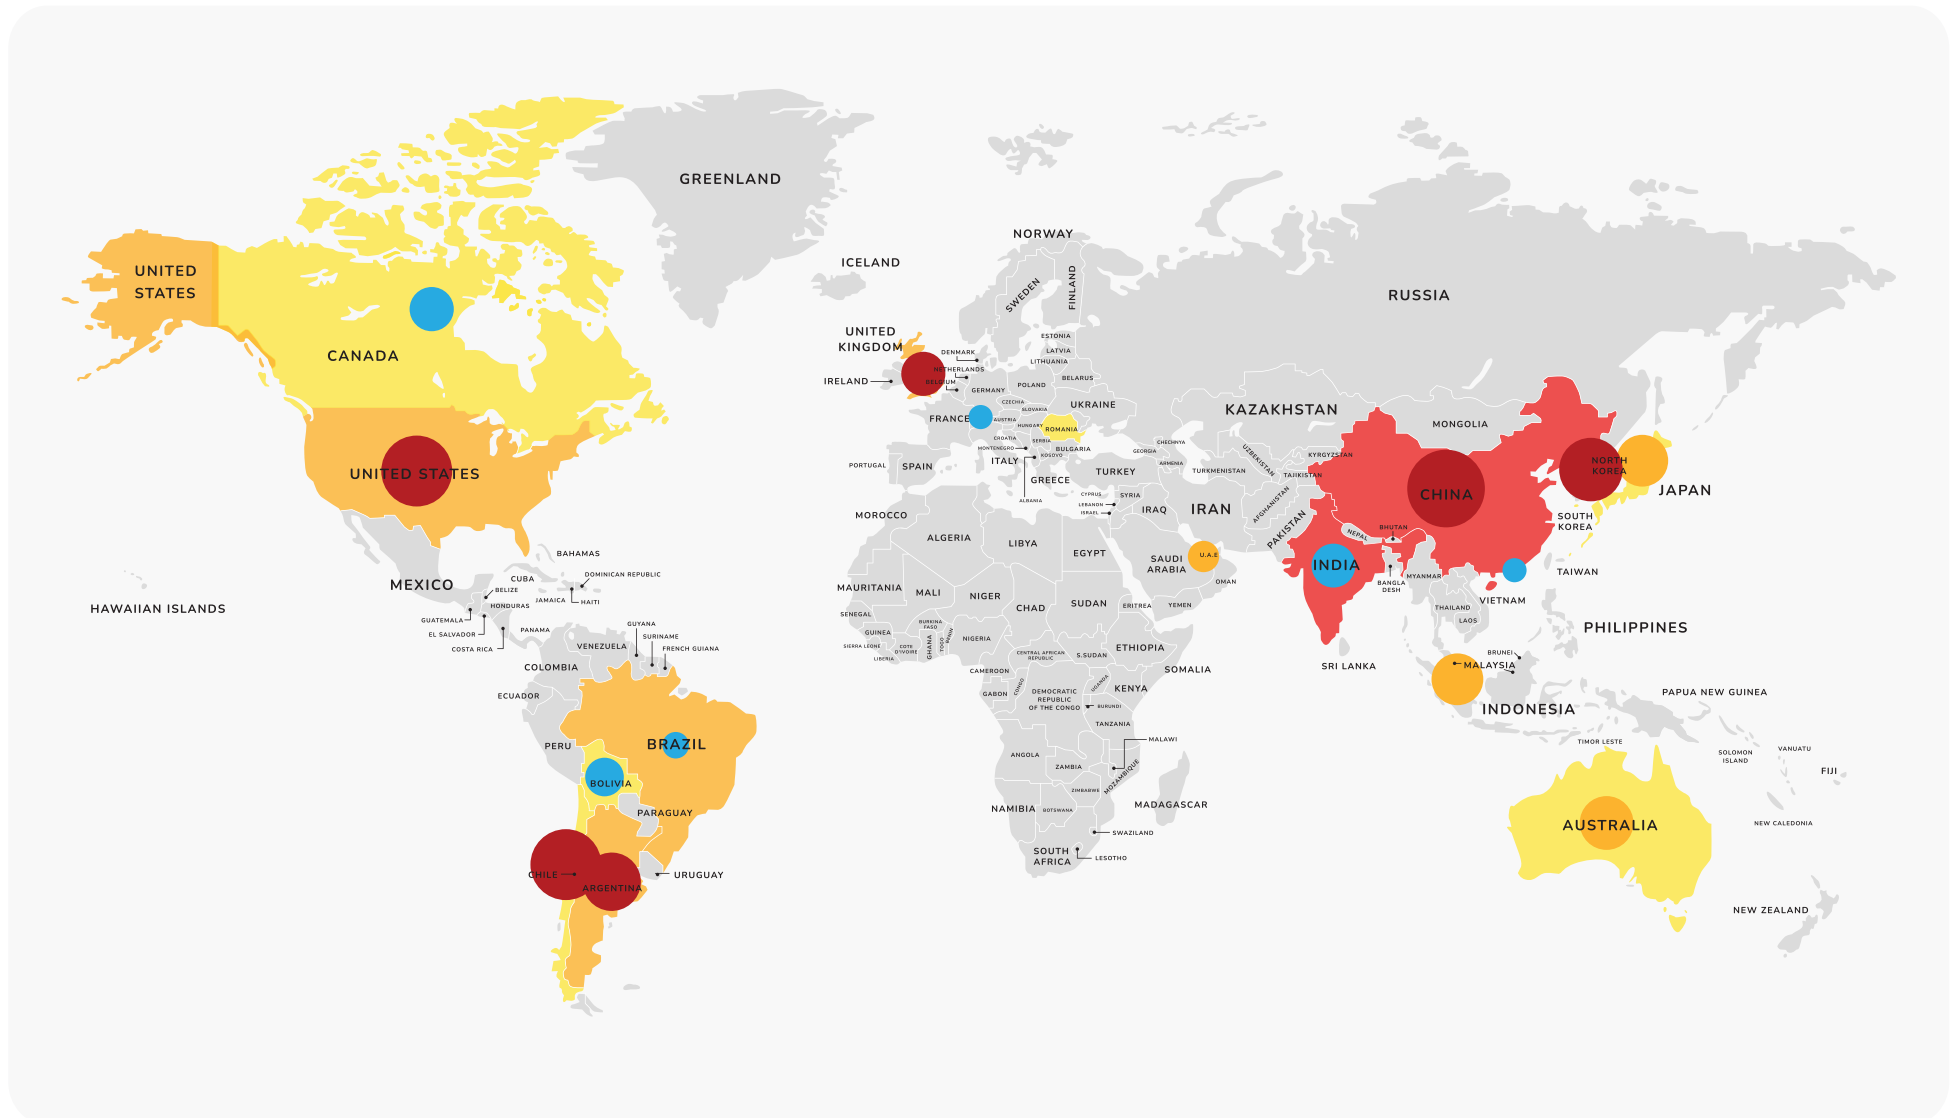 GREENLAND
NORWAY
ICELAND
UNITED
STATES
SWEDEN
FINLAND
RUSSIA
CANADA
UNITED
KINGDOM
ESTONIA
DENMARK
LATVIA
LITHUANIA
NETHERLANDS
BELARUS
IRELAND
BELGIUM
POLAND
GERMANY
CZECHIA
UKRAINE
SLOVAKIA
KAZAKHSTAN
FRANCE
AUSTRIA
HUNGARY
ROMANIA
MONGOLIA
CROATIA
SERBIA
CHECHNYA
MONTENEGRO
BULGARIA
GEORGIA
UZBEKISTAN
KYRGYZSTAN
KOSOVO
ITALY
PORTUGAL
SPAIN
ARMENIA
NORTH
KOREA
TURKEY
TURKMENISTAN
TAJIKISTAN
UNITED STATES
GREECE
JAPAN
CHINA
CYPRUS
SYRIA
ALBANIA
LEBANON
ISRAEL
IRAQ
IRAN
AFGHANISTAN
PAKISTAN
MOROCCO
SOUTH
KOREA
BHUTAN
NEPAL
ALGERIA
LIBYA
EGYPT
BAHAMAS
SAUDI
ARABIA
U.A.E
INDIA
TAIWAN
DOMINICAN REPUBLIC
CUBA
MEXICO
OMAN
BANGLA
DESH
MYANMAR
BELIZE
MAURITANIA
MALI
NIGER
JAMAICA
HAITI
VIETNAM
HONDURAS
HAWAIIAN ISLANDS
CHAD
SUDAN
ERITREA
YEMEN
THAILAND
SENEGAL
GUATEMALA
LAOS
BURKINA
FASO
GUYANA
PANAMA
EL SALVADOR
GUINEA
PHILIPPINES
SURINAME
NIGERIA
BENIN
TOGO
GHANA
VENEZUELA
SIERRA LEONE
COTE
D'IVOIRE
COSTA RICA
FRENCH GUIANA
ETHIOPIA
LIBERIA
CENTRAL AFRICAN
REPUBLIC
S.SUDAN
BRUNEI
COLOMBIA
CAMEROON
SOMALIA
SRI LANKA
MALAYSIA
ECUADOR
GABON
CONGO
UGANDA
KENYA
DEMOCRATIC
REPUBLIC
OF THE CONGO
BURUNDI
PAPUA NEW GUINEA
INDONESIA
TANZANIA
BRAZIL
PERU
MALAWI
TIMOR LESTE
ANGOLA
SOLOMON
ISLAND
VANUATU
ZAMBIA
FIJI
MOZAMBIQUE
BOLIVIA
ZIMBABWE
NAMIBIA
BOTSWANA
MADAGASCAR
PARAGUAY
AUSTRALIA
NEW CALEDONIA
SWAZILAND
SOUTH
AFRICA
LESOTHO
CHILE
URUGUAY
ARGENTINA
NEW ZEALAND